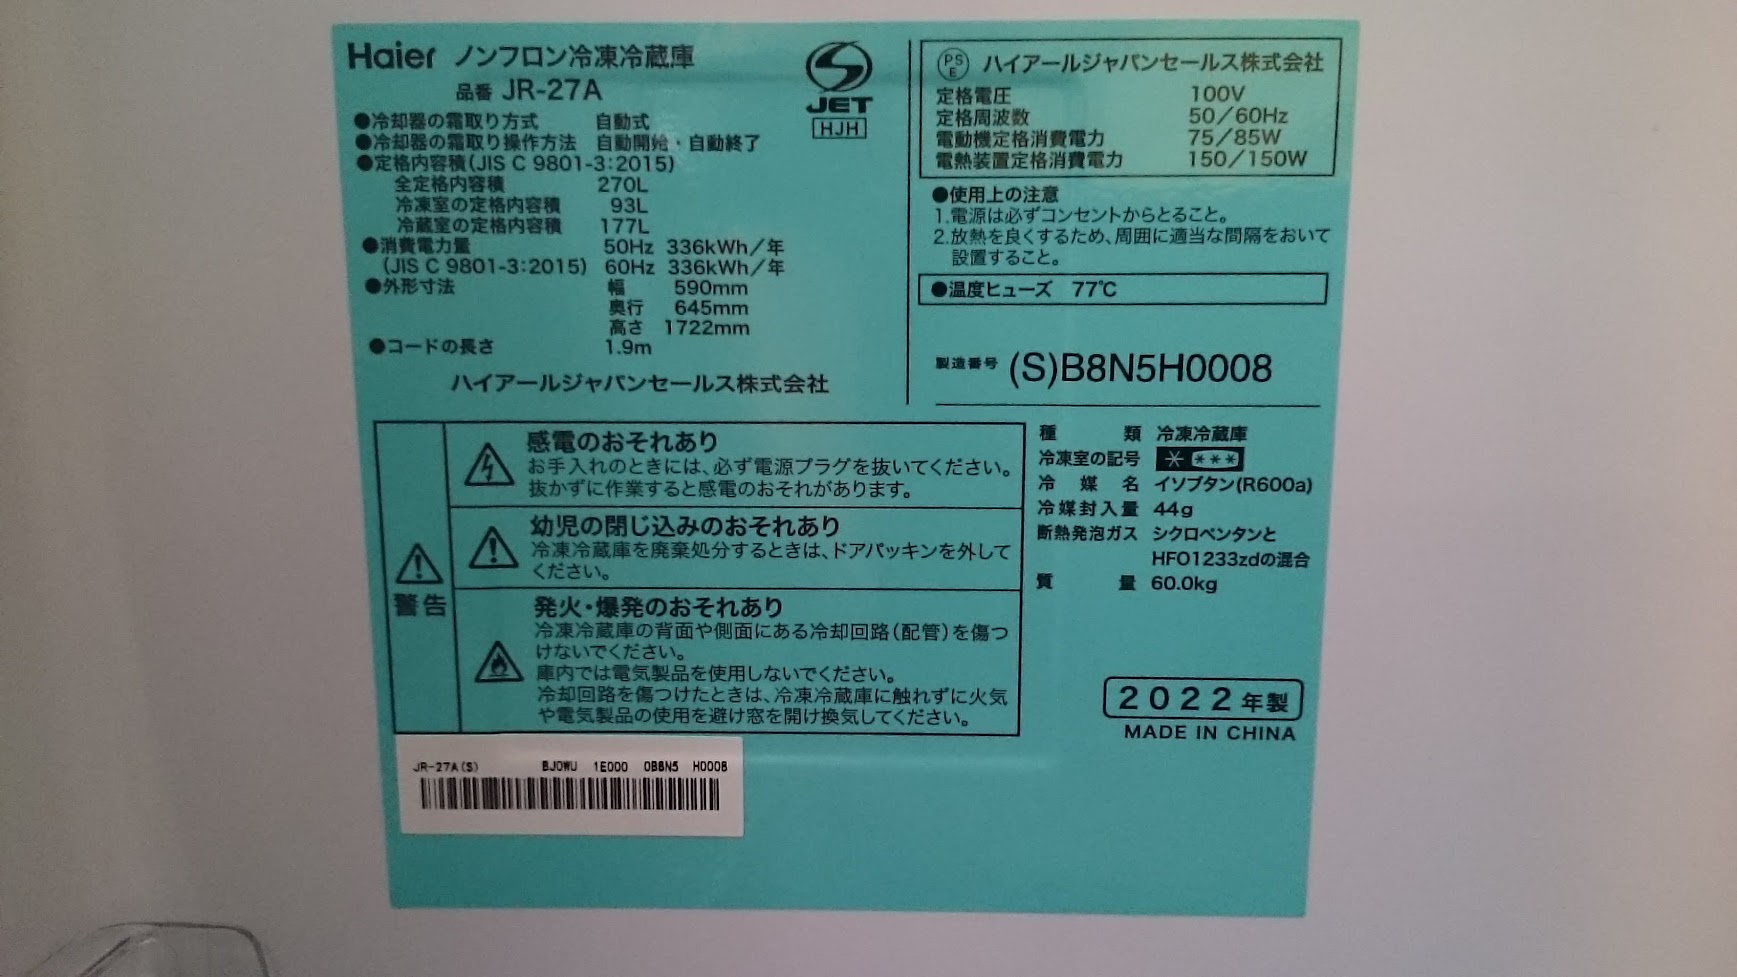 Haier ノンフロン冷凍冷蔵庫
品番 JR-27A
●冷却器の霜取り方式 自動式
●冷却器の霜取り操作方法 自動開始・自動終了
●定格内容積(JIS C 9801-3:2015)
全定格内容積 270L
冷凍室の定格内容積 93L
冷蔵室の定格内容積 177L
●消費電力量 50Hz 336kWh/年
(JIS C 9801-3:2015) 60Hz 336kWh/年
●外形寸法 幅 590mm
奥行 645mm
高さ 1722mm
●コードの長さ 1.9m
ハイアールジャパンセールス株式会社
JET
HJH
PSE ハイアールジャパンセールス株式会社
定格電圧 100V
定格周波数 50/60Hz
電動機定格消費電力 75/85W
電熱装置定格消費電力 150/150W
●使用上の注意
1.電源は必ずコンセントからとること。
2.放熱を良くするため、周囲に適当な間隔をおいて
設置すること。
●温度ヒューズ 77℃
製造番号 (S)B8N5H0008
警告
感電のおそれあり
お手入れのときには、必ず電源プラグを抜いてください。
抜かずに作業すると感電のおそれがあります。
幼児の閉じ込みのおそれあり
冷凍冷蔵庫を廃棄処分するときは、ドアパッキンを外して
ください。
発火・爆発のおそれあり
冷凍冷蔵庫の背面や側面にある冷却回路(配管)を傷つ
けないでください。
庫内では電気製品を使用しないでください。
冷却回路を傷つけたときは、冷凍冷蔵庫に触れずに火気
や電気製品の使用を避け窓を開け換気してください。
種類 冷凍冷蔵庫
冷凍室の記号 * ***
冷媒名 イソブタン(R600a)
冷媒封入量 44g
断熱発泡ガス シクロペンタンと
HFO1233zdの混合
質量 60.0kg
2022年製
MADE IN CHINA
JR-27A(S) BJ0WU 1E000 0B8N5 H0008